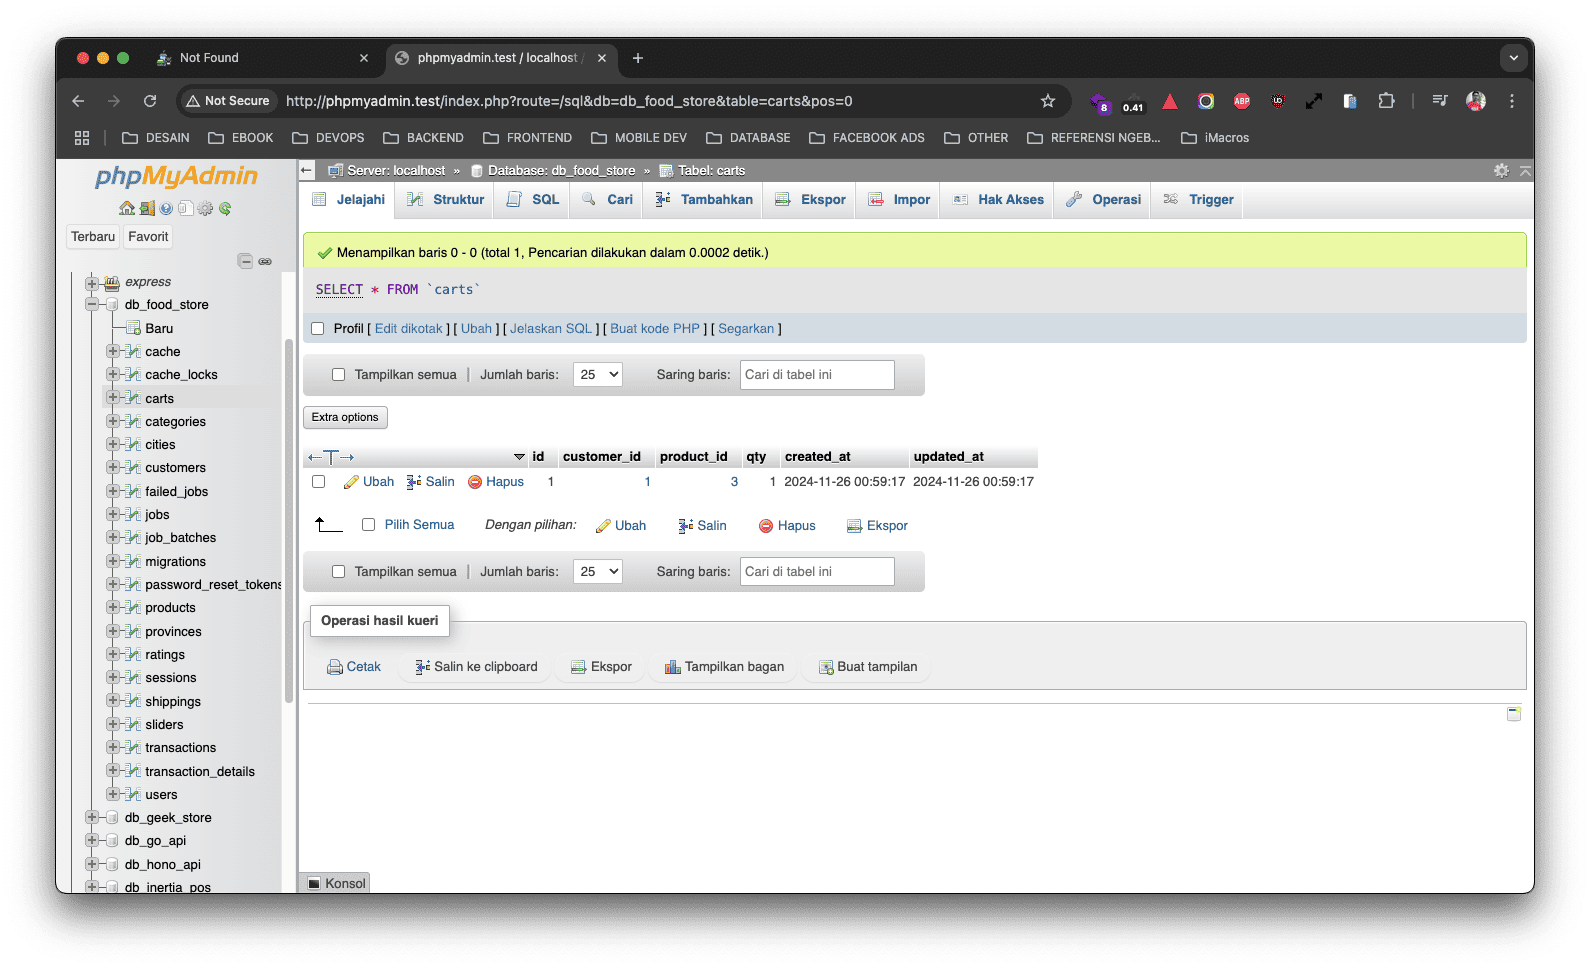 Not Found
phpmyadmin.test / localhost /
Not Secure
http://phpmyadmin.test/index.php?route=/sql&db=db_food_store&table=carts&pos=0
8
0.41
ABP
DESAIN
EBOOK
DEVOPS
BACKEND
FRONTEND
MOBILE DEV
DATABASE
FACEBOOK ADS
OTHER
REFERENSI NGEB...
iMacros
phpMyAdmin
Terbaru
Favorit
express
db_food_store
Baru
cache
cache_locks
carts
categories
cities
customers
failed_jobs
jobs
job_batches
migrations
password_reset_tokens
products
provinces
ratings
sessions
shippings
sliders
transactions
transaction_details
users
db_geek_store
db_go_api
db_hono_api
db_inertia_pos
Server: localhost » Database: db_food_store » Tabel: carts
Jelajahi
Struktur
SQL
Cari
Tambahkan
Ekspor
Impor
Hak Akses
Operasi
Trigger
Menampilkan baris 0 - 0 (total 1, Pencarian dilakukan dalam 0.0002 detik.)
SELECT * FROM `carts`
Profil [ Edit dikotak ] [ Ubah ] [ Jelaskan SQL ] [ Buat kode PHP ] [ Segarkan ]
Tampilkan semua | Jumlah baris: 25 Saring baris: Cari di tabel ini
Extra options
←T→ id customer_id product_id qty created_at updated_at
Ubah Salin Hapus 1 1 3 1 2024-11-26 00:59:17 2024-11-26 00:59:17
Pilih Semua Dengan pilihan: Ubah Salin Hapus Ekspor
Tampilkan semua | Jumlah baris: 25 Saring baris: Cari di tabel ini
Operasi hasil kueri
Cetak Salin ke clipboard Ekspor Tampilkan bagan Buat tampilan
Konsol